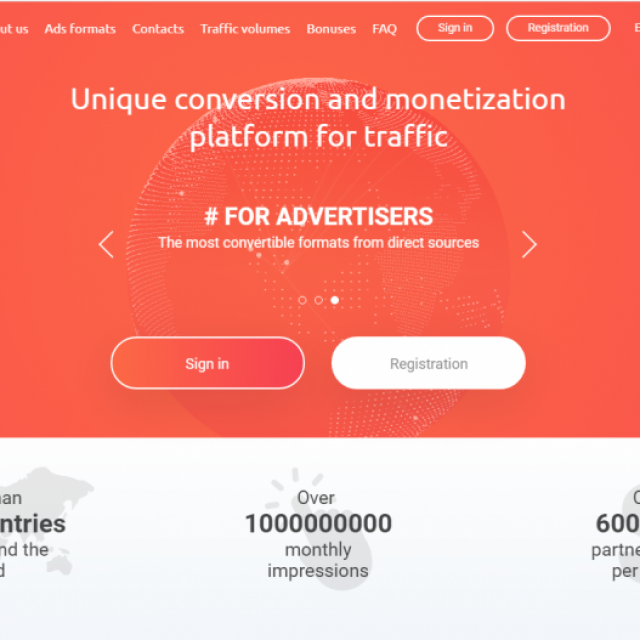 ut us Ads formats Contacts Traffic volumes Bonuses FAQ Sign in Registration E
Unique conversion and monetization
platform for traffic
# FOR ADVERTISERS
The most convertible formats from direct sources
Sign in Registration
an Over
ntries 1000000000 600
nd the monthly partne
d impressions per